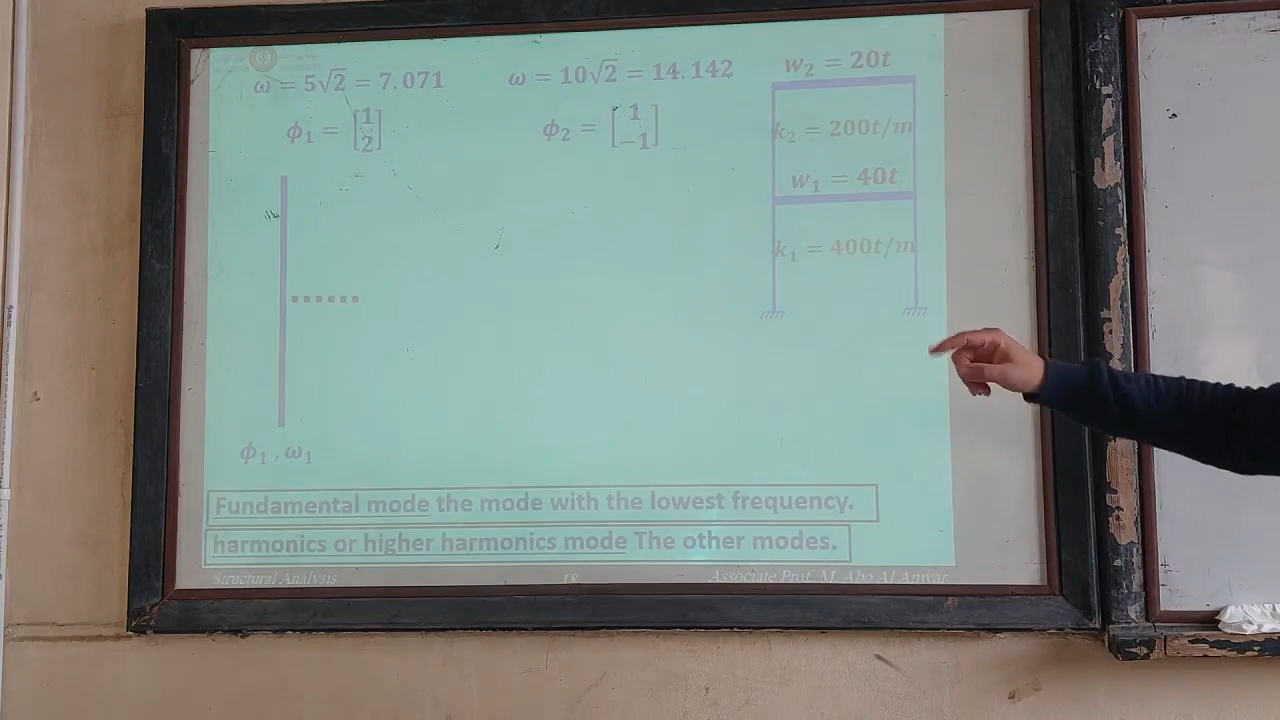 ω = 5√2 = 7.071
ω = 10√2 = 14.142
w₂ = 20t
ϕ₁ = [1 2]
ϕ₂ = [1 −1]
k₂ = 200t/m
w₁ = 40t
k₁ = 400t/m
ϕ₁, ω₁
Fundamental mode the mode with the lowest frequency.
harmonics or higher harmonics mode The other modes.
Structural Analysis
18
Associate Prof. M. Abo Al Anwar